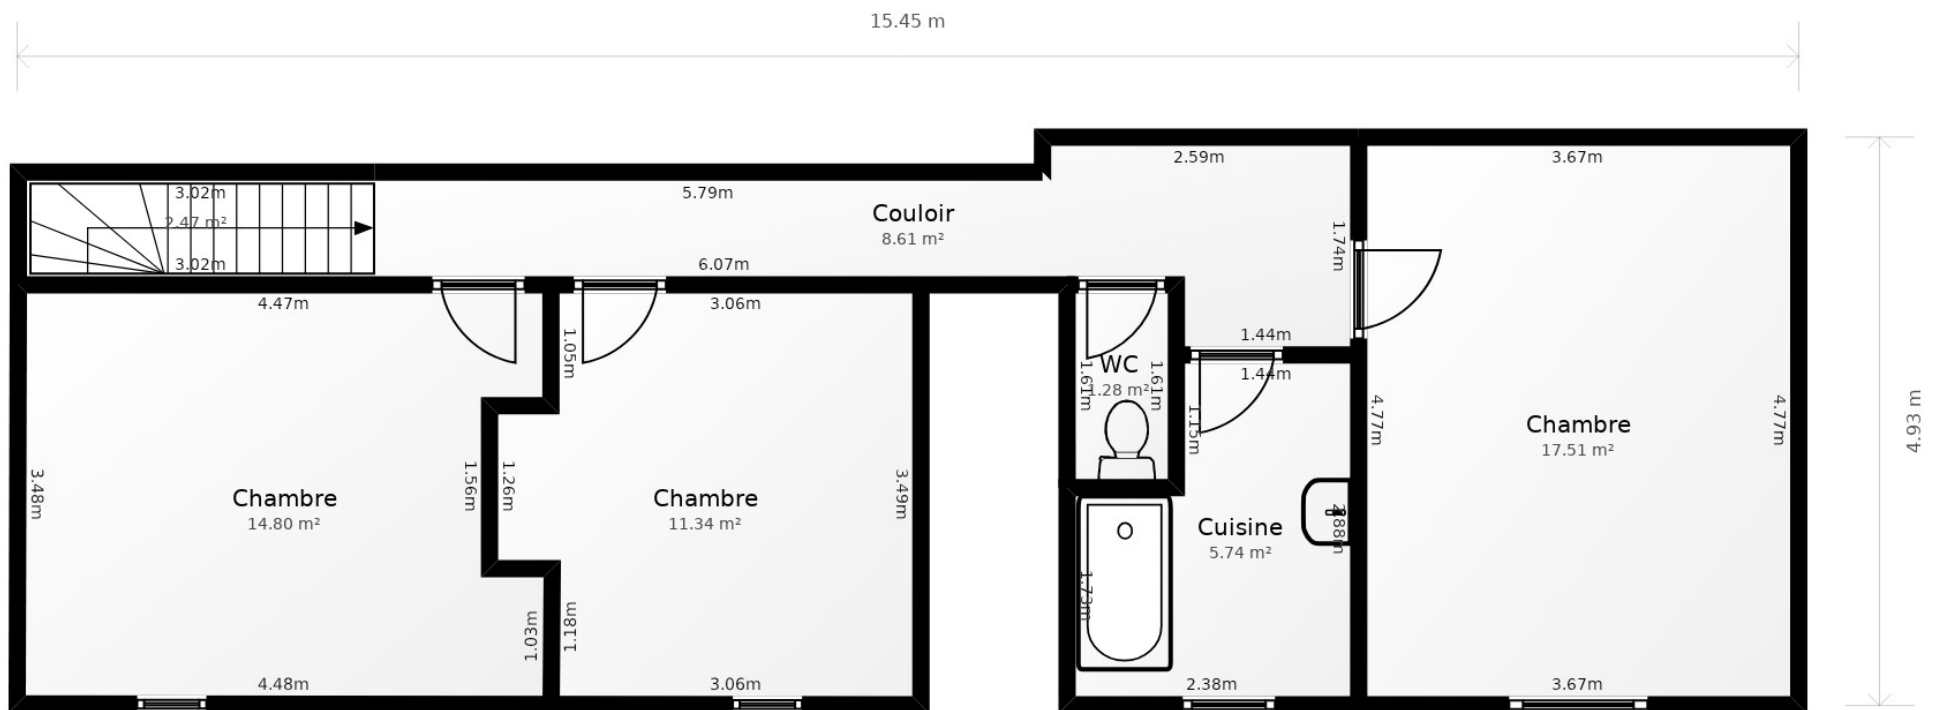 15.45 m
2.59m
3.67m
3.02m
5.79m
2.47 m²
Couloir
8.61 m²
1.74m
3.02m
6.07m
4.47m
3.06m
1.05m
1.44m
WC
1.28 m²
1.61m
1.61m
1.44m
1.15m
4.77m
4.77m
4.93 m
Chambre
17.51 m²
3.48m
1.56m
1.26m
3.49m
Chambre
14.80 m²
Chambre
11.34 m²
Cuisine
5.74 m²
1.73m
1.03m
1.18m
4.48m
3.06m
2.38m
3.67m